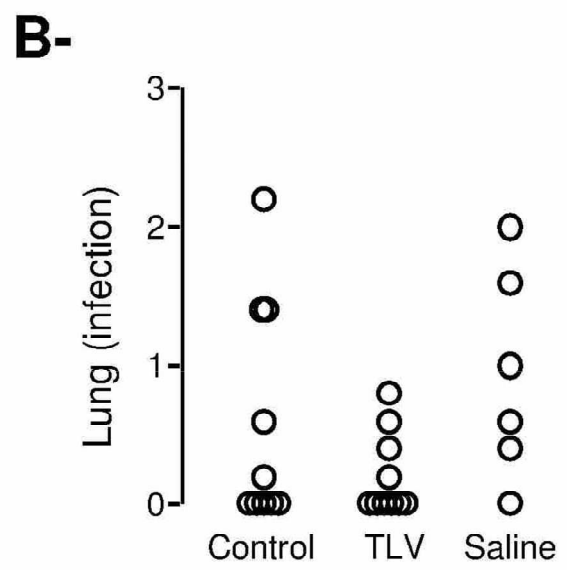 B-
Lung (infection)
3
2
1
0
Control TLV Saline